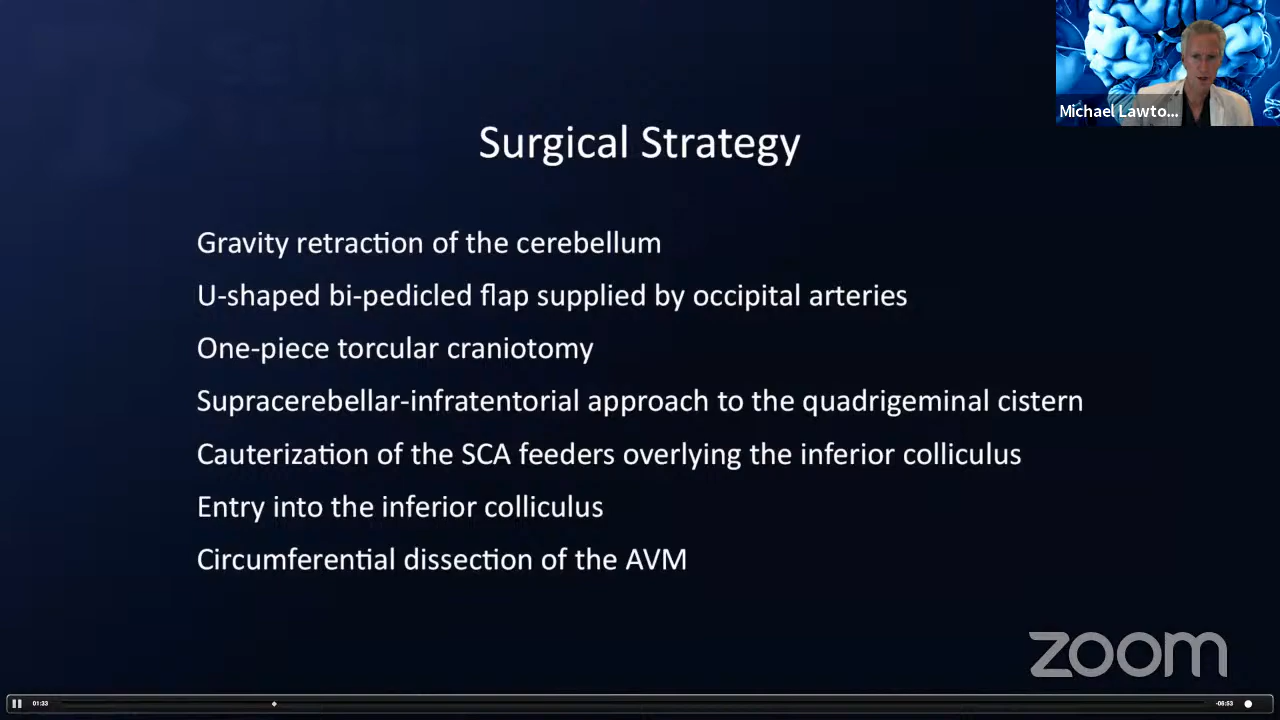 Michael Lawto...
Surgical Strategy
Gravity retraction of the cerebellum
U-shaped bi-pedicled flap supplied by occipital arteries
One-piece torcular craniotomy
Supracerebellar-infratentorial approach to the quadrigeminal cistern
Cauterization of the SCA feeders overlying the inferior colliculus
Entry into the inferior colliculus
Circumferential dissection of the AVM
zoom
01:33
-06:53